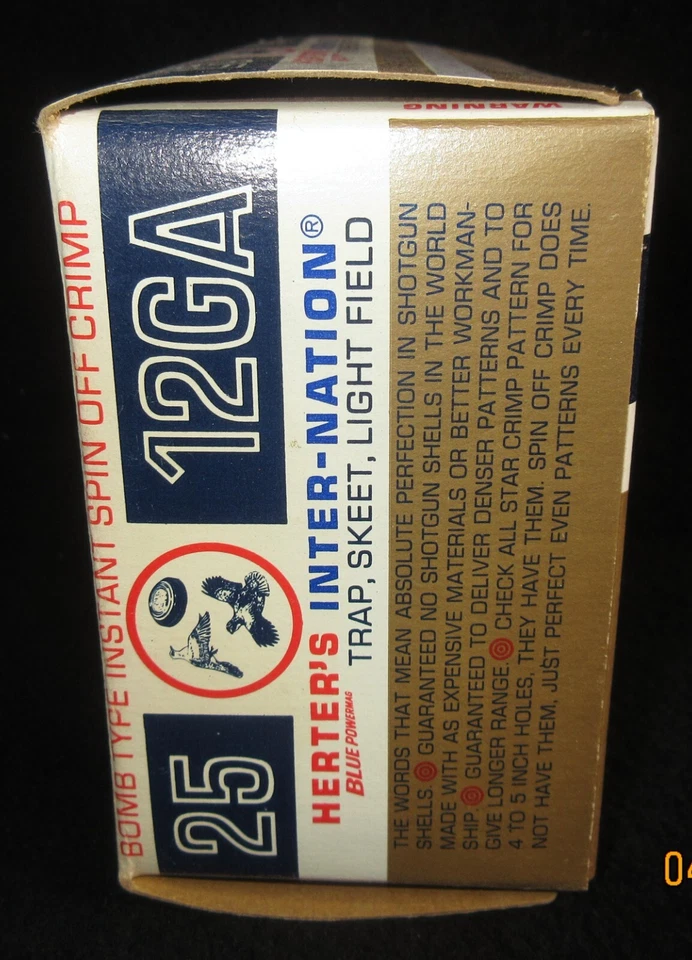 WARNING
BOMB TYPE INSTANT SPIN OFF CRIMP
25 12GA
HERTER'S INTER-NATION®
BLUE POWERMAG TRAP, SKEET, LIGHT FIELD
THE WORDS THAT MEAN ABSOLUTE PERFECTION IN SHOTGUN
SHELLS. GUARANTEED NO SHOTGUN SHELLS IN THE WORLD
MADE WITH AS EXPENSIVE MATERIALS OR BETTER WORKMAN-
SHIP. GUARANTEED TO DELIVER DENSER PATTERNS AND TO
GIVE LONGER RANGE. CHECK ALL STAR CRIMP PATTERN FOR
4 TO 5 INCH HOLES, THEY HAVE THEM. SPIN OFF CRIMP DOES
NOT HAVE THEM, JUST PERFECT EVEN PATTERNS EVERY TIME.